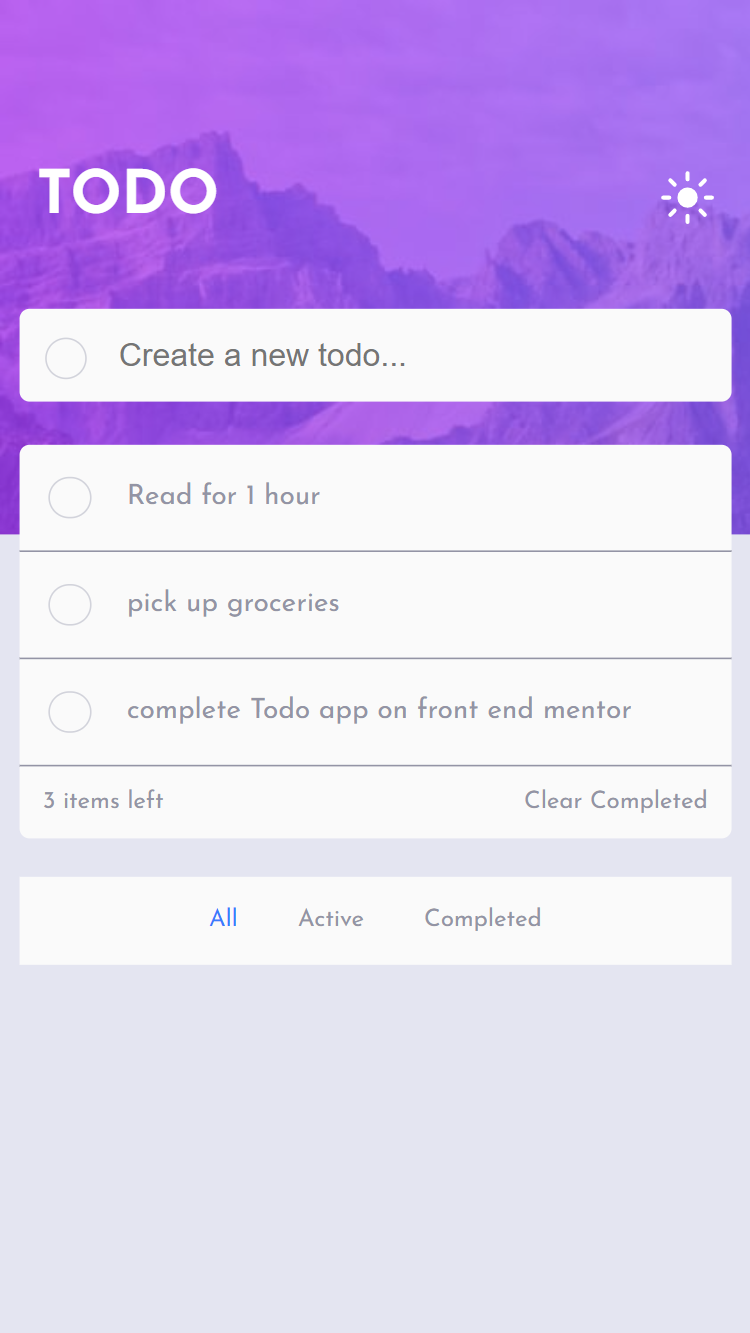 TODO
Create a new todo...
Read for 1 hour
pick up groceries
complete Todo app on front end mentor
3 items left Clear Completed
All Active Completed